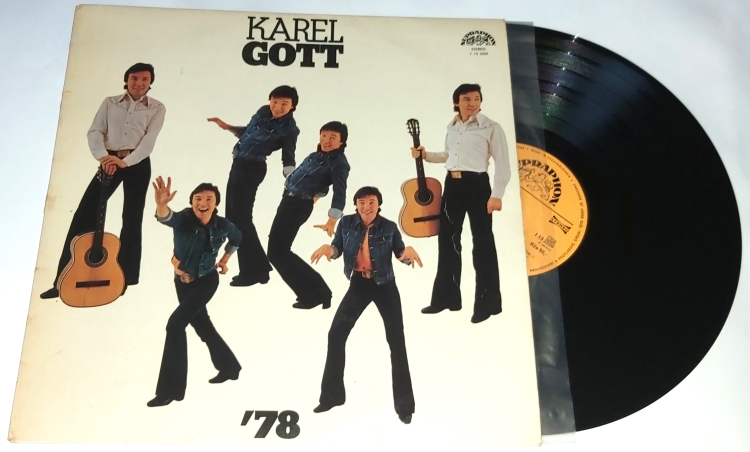 KAREL
GOTT
SUPRAPHON
STEREO
'78
SUPRAPHON